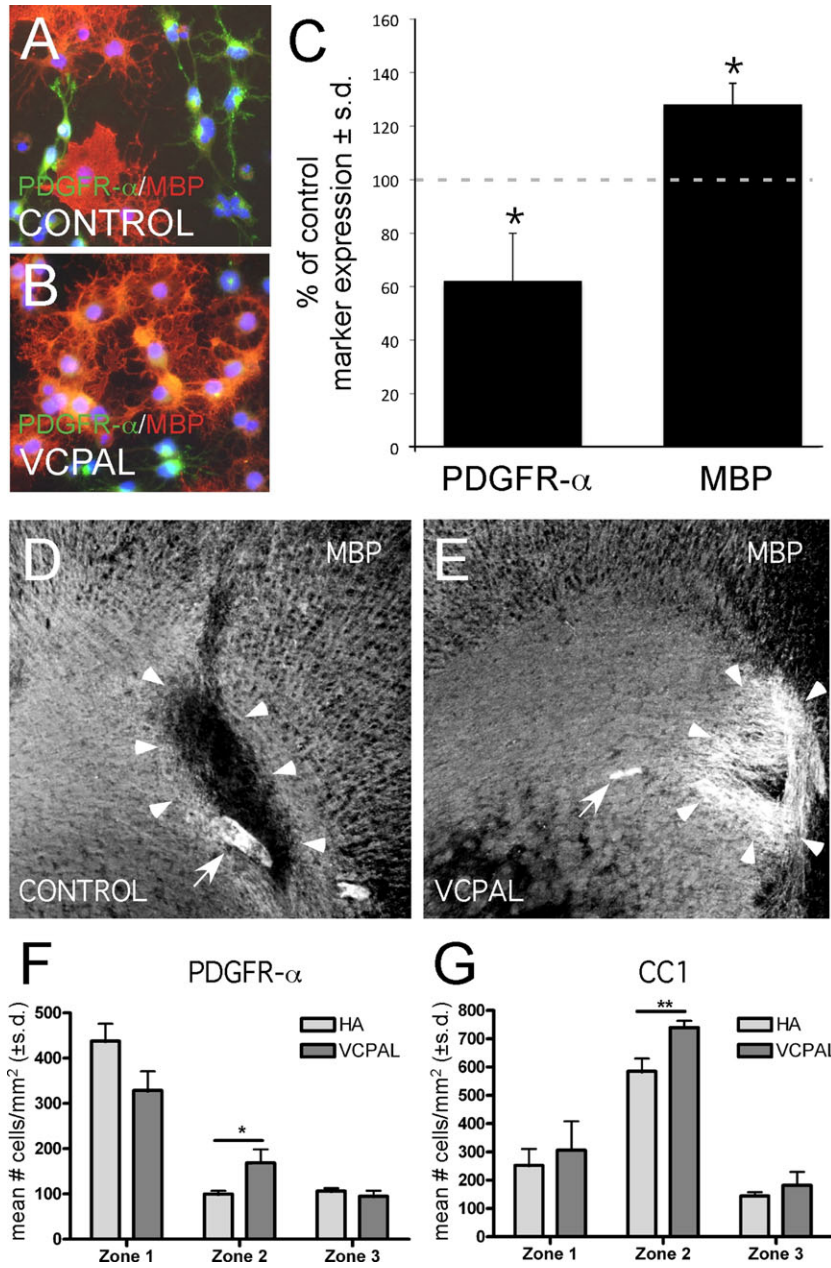 A
PDGFR-α/MBP
CONTROL
B
PDGFR-α/MBP
VCPAL
C
% of control
marker expression ± s.d.
160
140
120
100
80
60
40
20
0
*
*
PDGFR-α
MBP
D
MBP
CONTROL
E
MBP
VCPAL
F
PDGFR-α
mean # cells/mm² (±s.d.)
500
400
300
200
100
0
HA
VCPAL
*
Zone 1
Zone 2
Zone 3
G
CC1
mean # cells/mm² (±s.d.)
800
700
600
500
400
300
200
100
0
HA
VCPAL
**
Zone 1
Zone 2
Zone 3